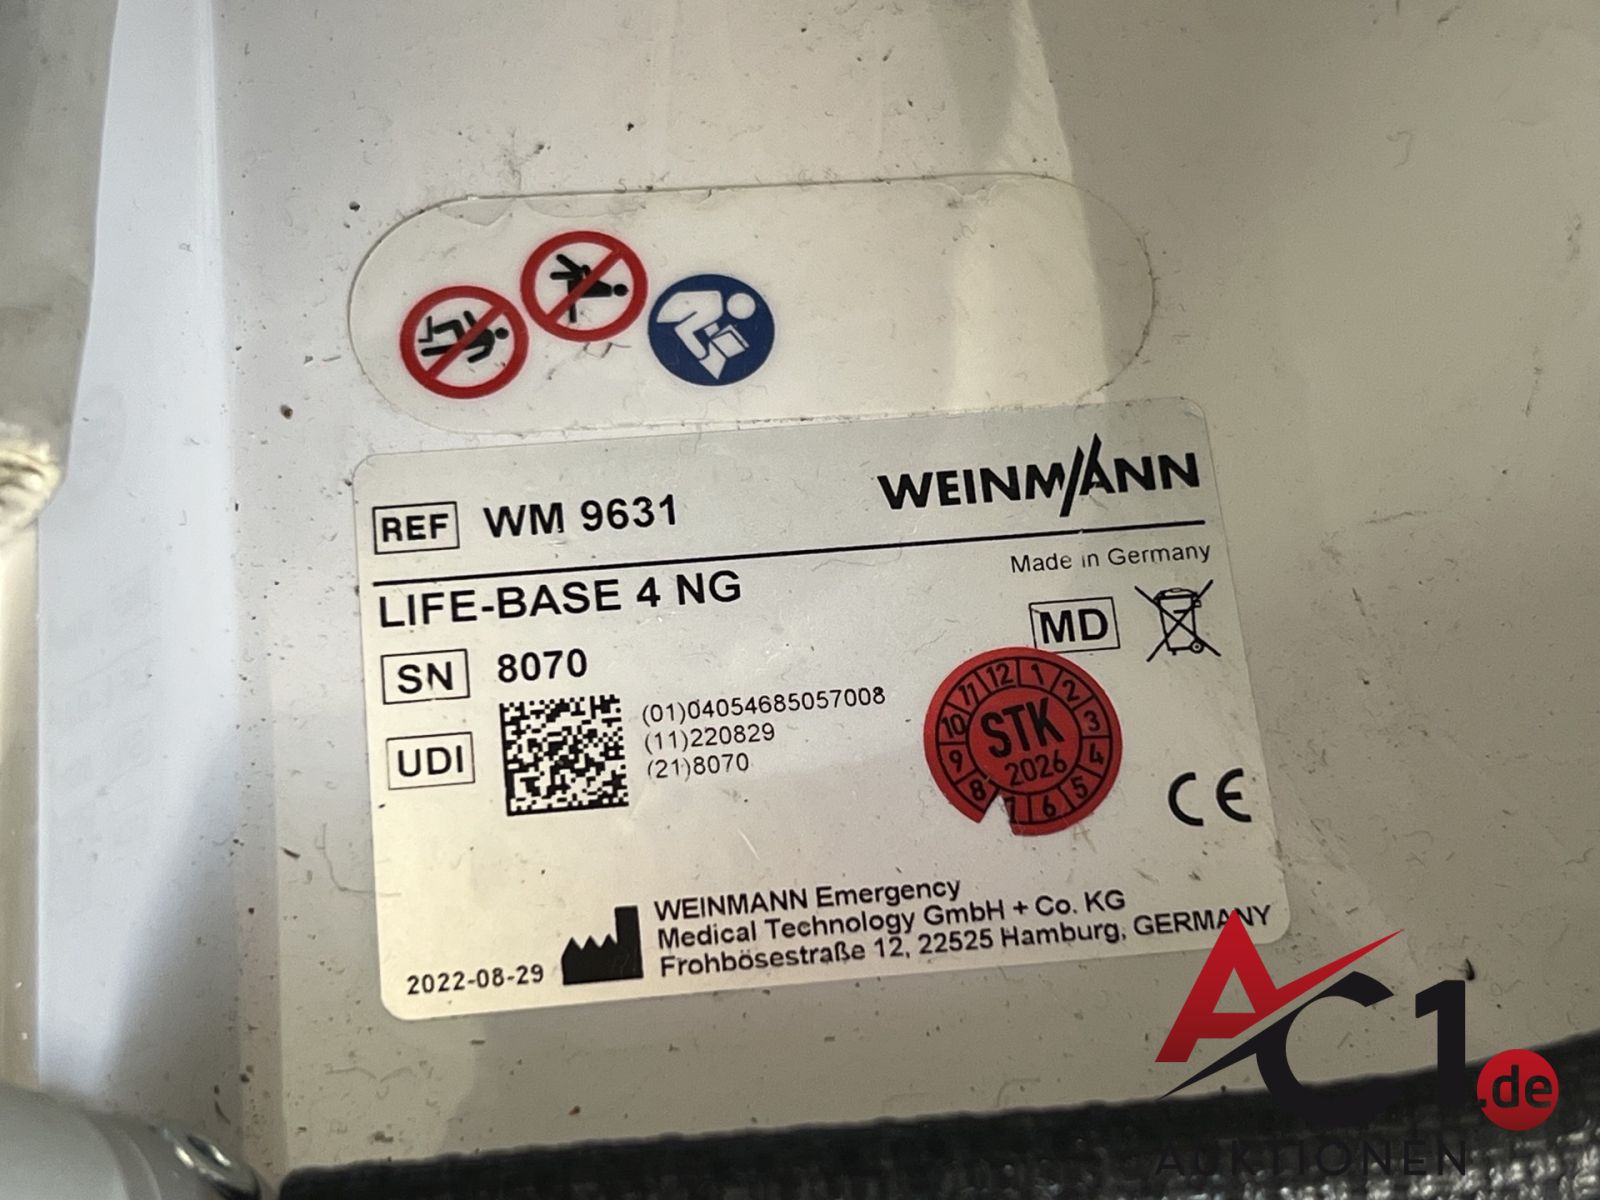 REF WM 9631 WEINMANN
Made in Germany
LIFE-BASE 4 NG
MD
SN 8070
UDI
(01)04054685057008
(11)220829
(21)8070
12 1 2 3 4 5 6 7 8 9 10 11
STK
2026
CE
WEINMANN Emergency
Medical Technology GmbH + Co. KG
Frohbösestraße 12, 22525 Hamburg, GERMANY
2022-08-29
AC1.de
AUKTIONEN